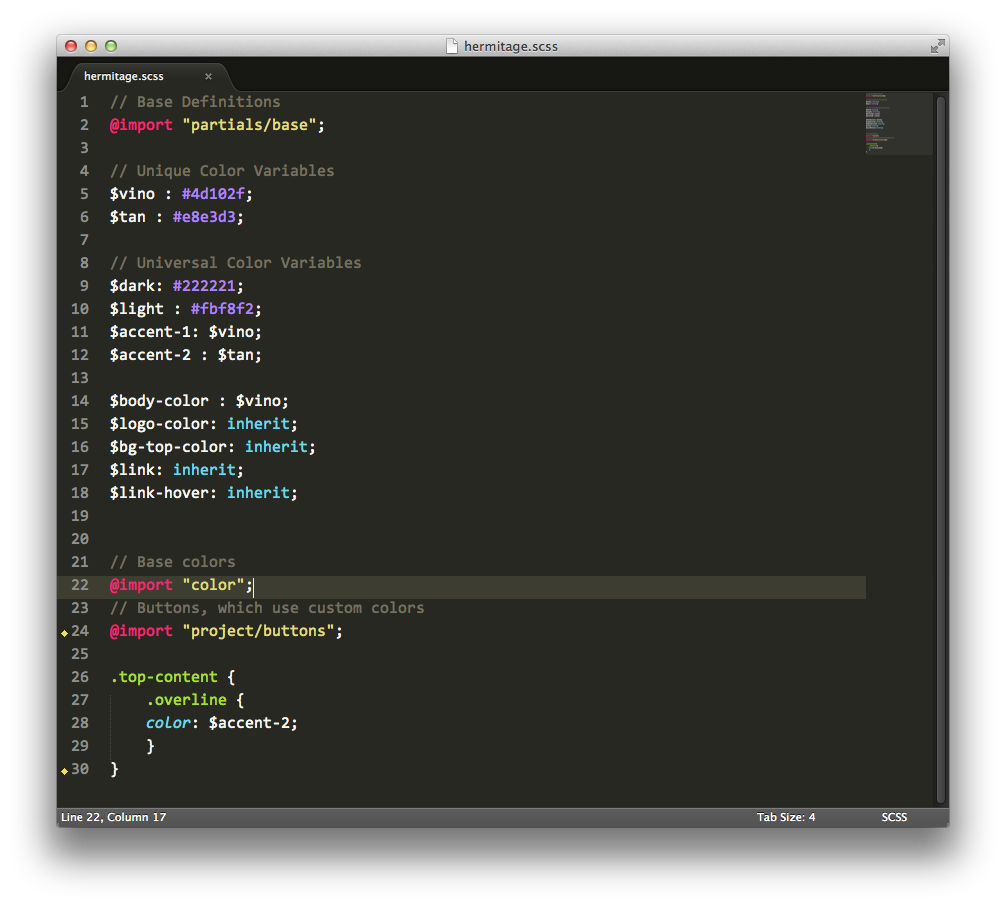 hermitage.scss
hermitage.scss ×
1 // Base Definitions
2 @import "partials/base";
3
4 // Unique Color Variables
5 $vino : #4d102f;
6 $tan : #e8e3d3;
7
8 // Universal Color Variables
9 $dark: #222221;
10 $light : #fbf8f2;
11 $accent-1: $vino;
12 $accent-2 : $tan;
13
14 $body-color : $vino;
15 $logo-color: inherit;
16 $bg-top-color: inherit;
17 $link: inherit;
18 $link-hover: inherit;
19
20
21 // Base colors
22 @import "color";
23 // Buttons, which use custom colors
24 @import "project/buttons";
25
26 .top-content {
27     .overline {
28     color: $accent-2;
29     }
30 }
Line 22, Column 17 Tab Size: 4 SCSS